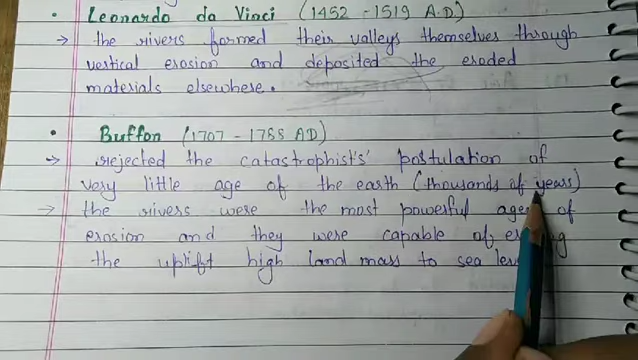 • Leonardo da Vinci (1452 - 1519 A.D)
→ the rivers formed their valleys themselves through
vertical erosion and deposited the eroded
materials elsewhere.
• Buffon (1707 - 1788 AD)
→ rejected the catastrophist's' postulation of
very little age of the earth (thousands of years)
→ the rivers were the most powerful of
erosion and they were capable of
the uplift high land mass to sea